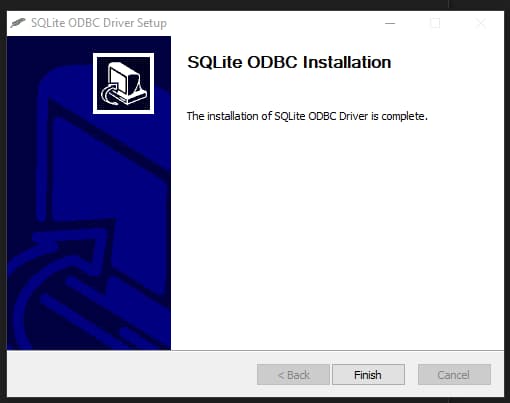 SQLite ODBC Driver Setup
SQLite ODBC Installation
The installation of SQLite ODBC Driver is complete.
< Back
Finish
Cancel